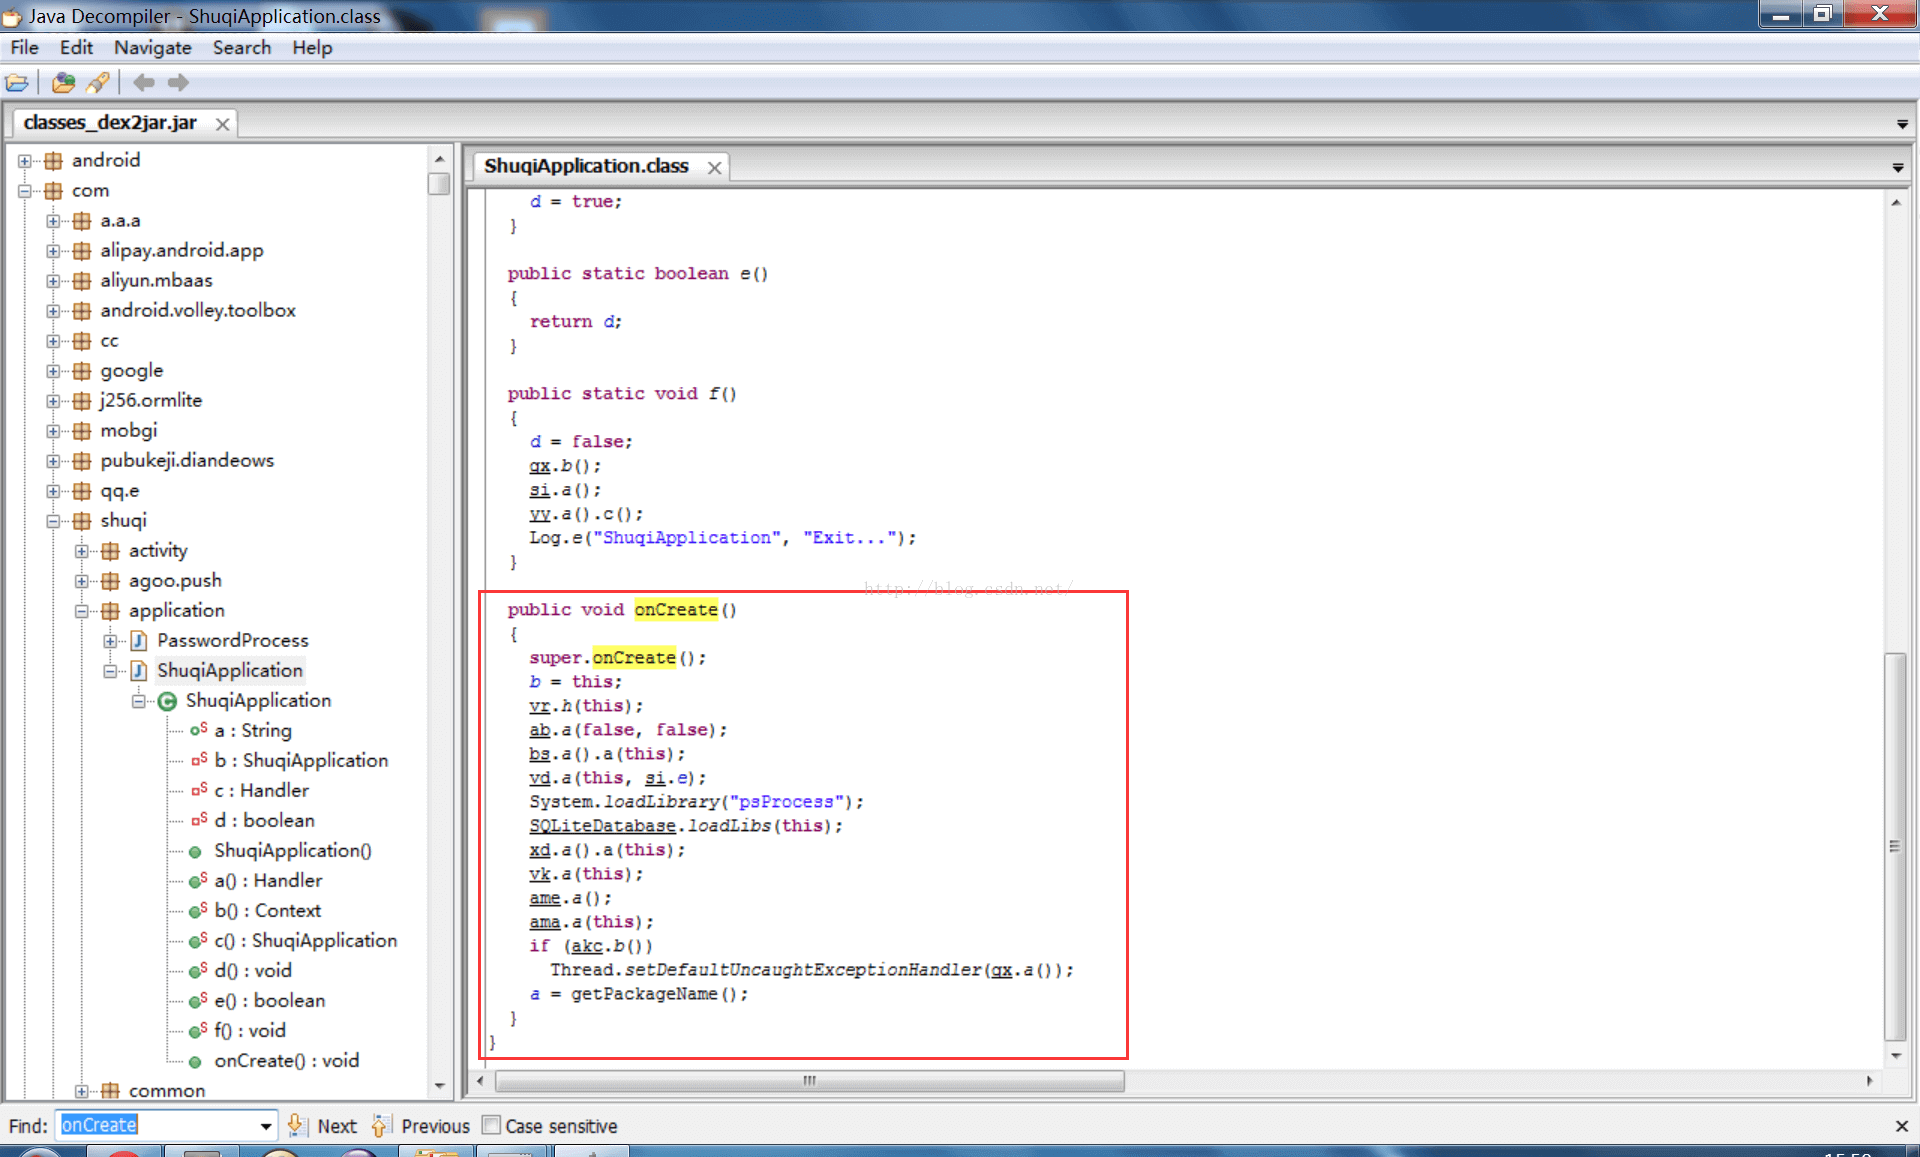 Java Decompiler - ShuqiApplication.class
File Edit Navigate Search Help
classes_dex2jar.jar
android
com
a.a.a
alipay.android.app
aliyun.mbaas
android.volley.toolbox
cc
google
j256.ormlite
mobgi
pubukeji.diandeows
qq.e
shuqi
activity
agoo.push
application
PasswordProcess
ShuqiApplication
ShuqiApplication
a : String
b : ShuqiApplication
c : Handler
d : boolean
ShuqiApplication()
a() : Handler
b() : Context
c() : ShuqiApplication
d() : void
e() : boolean
f() : void
onCreate() : void
common
ShuqiApplication.class
d = true;
}
public static boolean e()
{
return d;
}
public static void f()
{
d = false;
gx.b();
si.a();
yy.a().c();
Log.e("ShuqiApplication", "Exit...");
}
http://blog.csdn.net/
public void onCreate()
{
super.onCreate();
b = this;
vr.h(this);
ab.a(false, false);
bs.a().a(this);
vd.a(this, si.e);
System.loadLibrary("psProcess");
SQLiteDatabase.loadLibs(this);
xd.a().a(this);
vk.a(this);
ame.a();
ama.a(this);
if (akc.b())
Thread.setDefaultUncaughtExceptionHandler(gx.a());
a = getPackageName();
}
}
Find: onCreate Next Previous Case sensitive